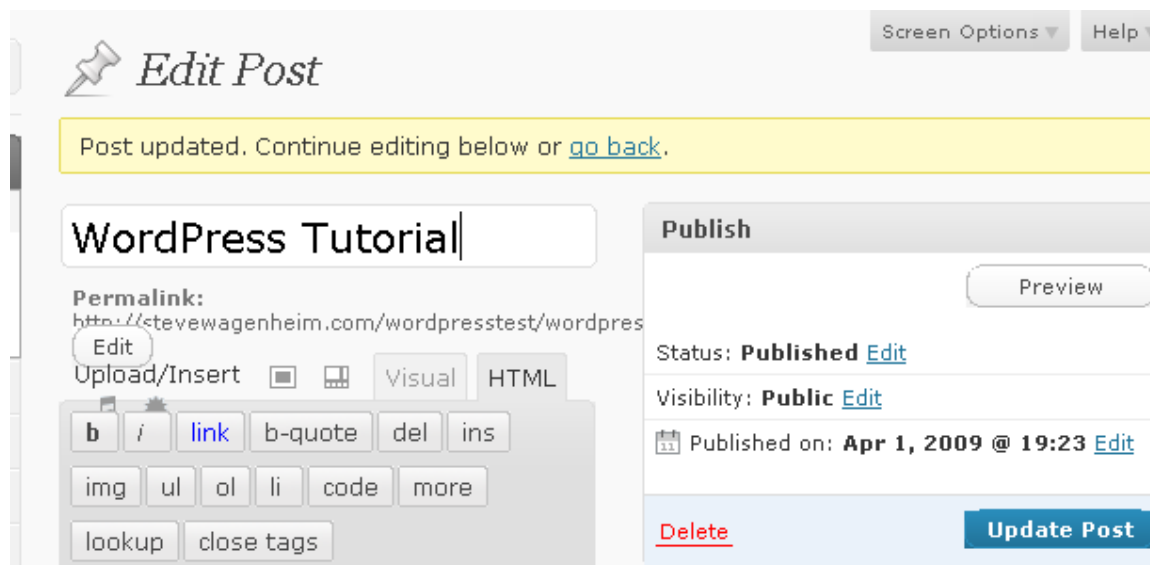 Screen Options Help
Edit Post
Post updated. Continue editing below or go back.
WordPress Tutorial
Permalink:
http://stevewagenheim.com/wordpresstest/wordpres
Edit
Upload/Insert Visual HTML
b i link b-quote del ins
img ul ol li code more
lookup close tags
Publish
Preview
Status: Published Edit
Visibility: Public Edit
11 Published on: Apr 1, 2009 @ 19:23 Edit
Delete Update Post